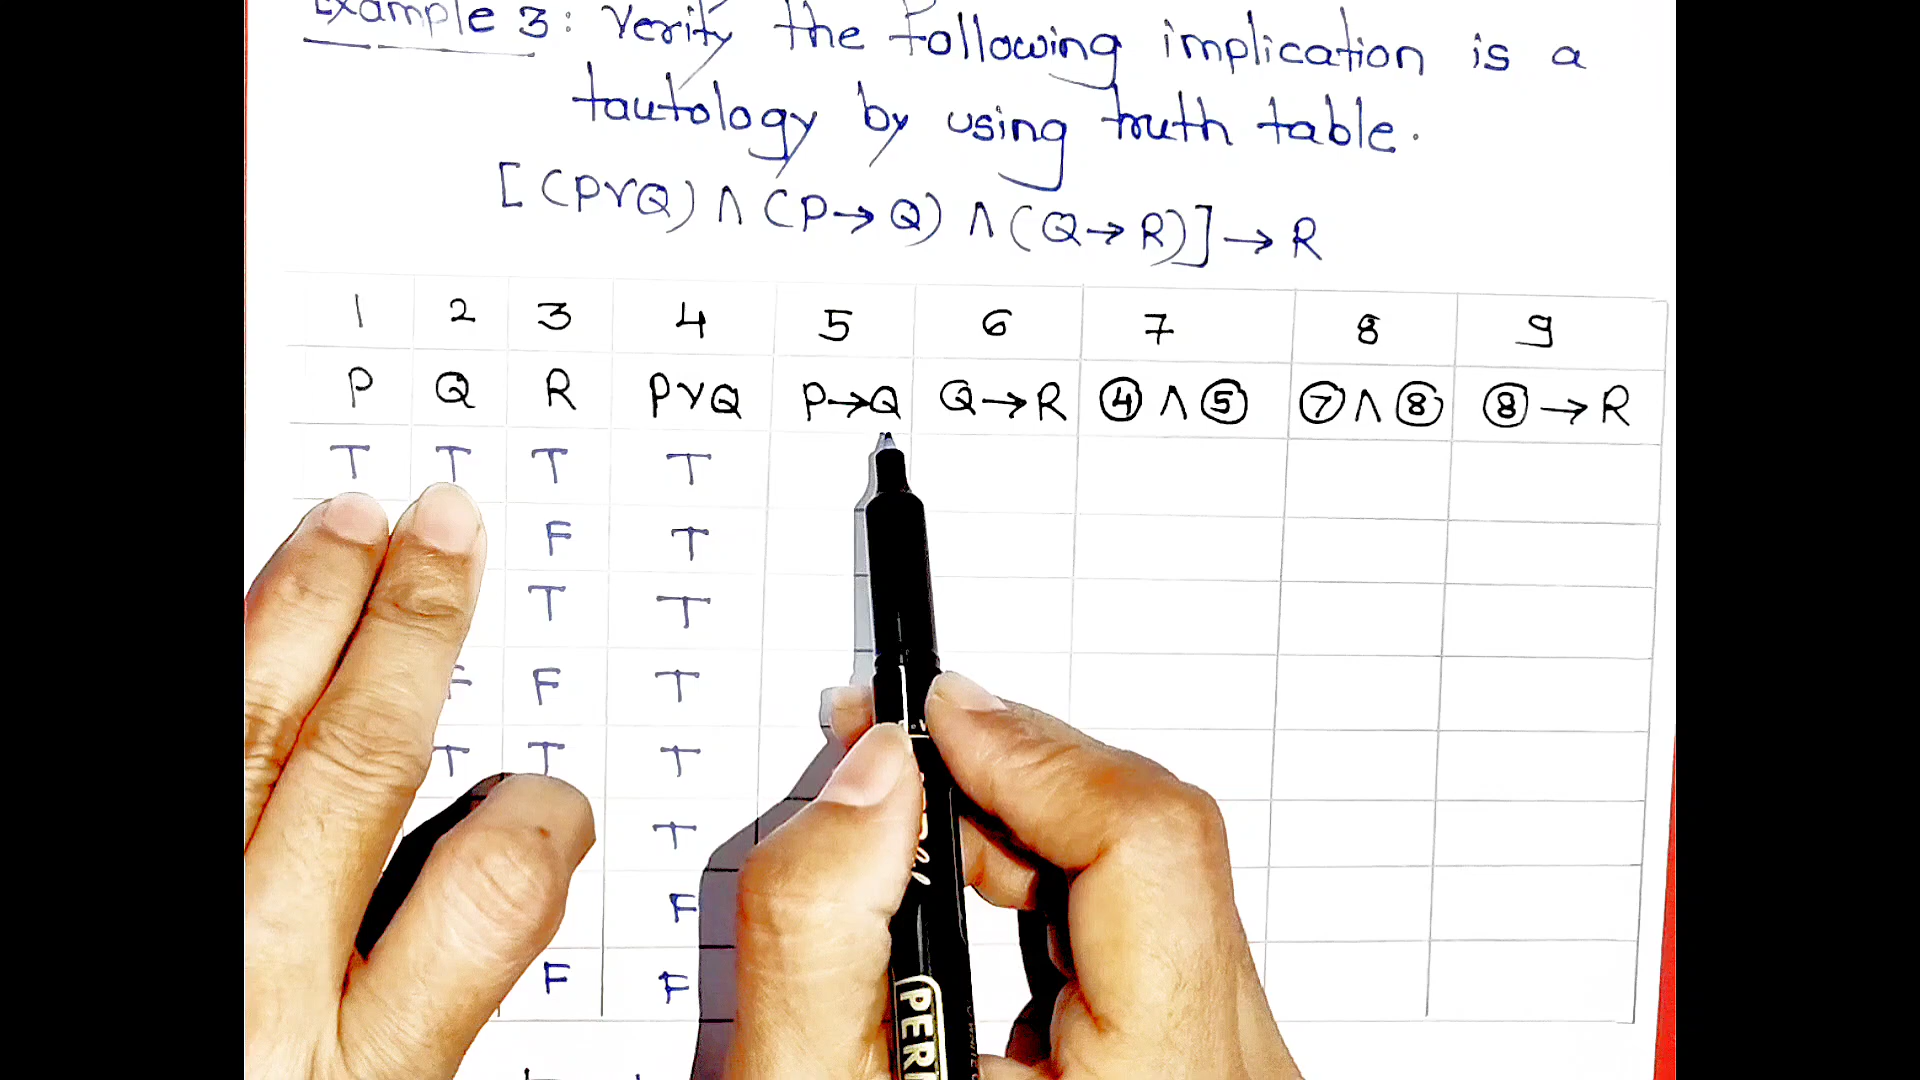 Example 3: Verify the following implication is a
tautology by using truth table.
[(P∨Q) ∧ (P→Q) ∧ (Q→R)] → R
1 2 3 4 5 6 7 8 9
P Q R P∨Q P→Q Q→R ④ ∧ ⑤ ⑦ ∧ ⑧ ⑧ → R
T T T T
F T
T T
F F T
T T T
T
F
F F